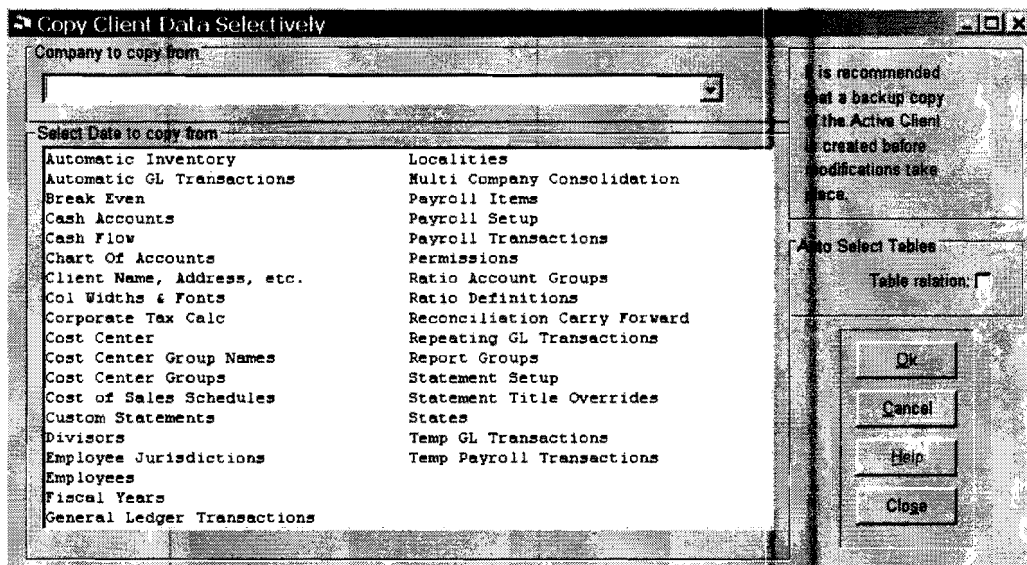 Copy Client Data Selectively
Company to copy from
Select Data to copy from
Automatic Inventory
Automatic GL Transactions
Break Even
Cash Accounts
Cash Flow
Chart Of Accounts
Client Name, Address, etc.
Col Widths & Fonts
Corporate Tax Calc
Cost Center
Cost Center Group Names
Cost Center Groups
Cost of Sales Schedules
Custom Statements
Divisors
Employee Jurisdictions
Employees
Fiscal Years
General Ledger Transactions
Localities
Multi Company Consolidation
Payroll Items
Payroll Setup
Payroll Transactions
Permissions
Ratio Account Groups
Ratio Definitions
Reconciliation Carry Forward
Repeating GL Transactions
Report Groups
Statement Setup
Statement Title Overrides
States
Temp GL Transactions
Temp Payroll Transactions
is recommended
that a backup copy
of the Active Client
is created before
modifications take
place.
Auto Select Tables
Table relation:
Ok
Cancel
Help
Close